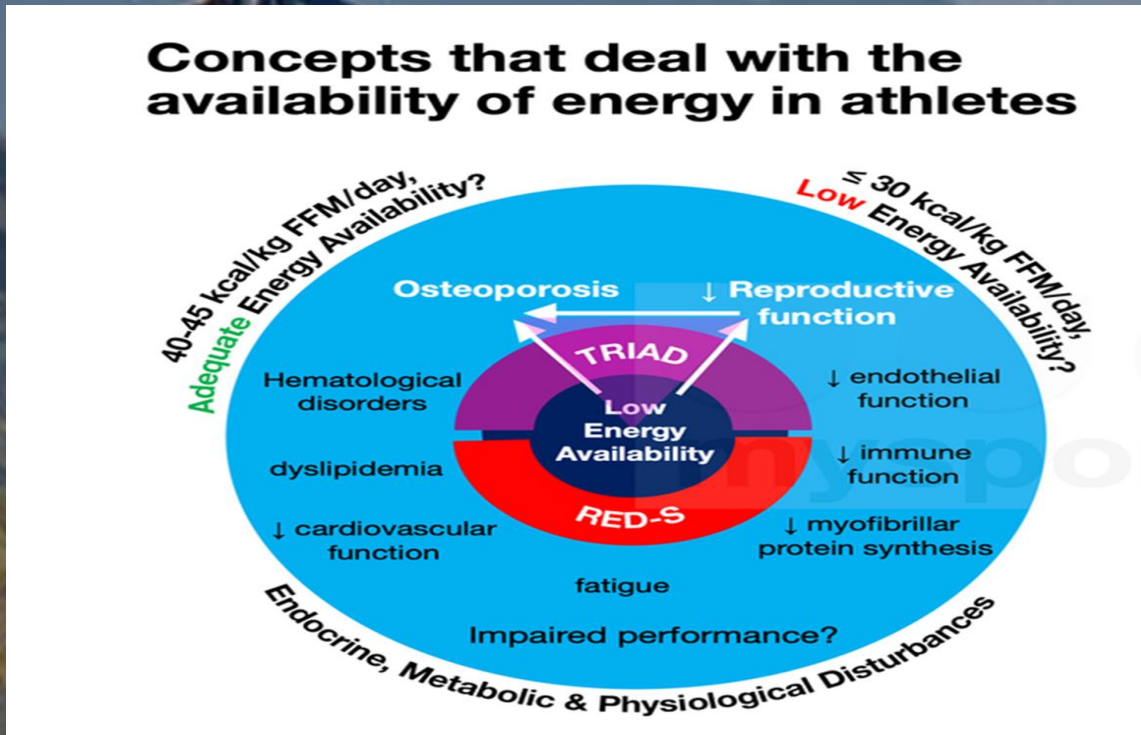 Concepts that deal with the
availability of energy in athletes
40-45 kcal/kg FFM/day,
Adequate Energy Availability?
≤ 30 kcal/kg FFM/day,
Low Energy Availability?
Osteoporosis
↓ Reproductive
function
TRIAD
Low
Energy
Availability
RED-S
Hematological
disorders
dyslipidemia
↓ cardiovascular
function
↓ endothelial
function
↓ immune
function
↓ myofibrillar
protein synthesis
fatigue
Impaired performance?
Endocrine, Metabolic & Physiological Disturbances